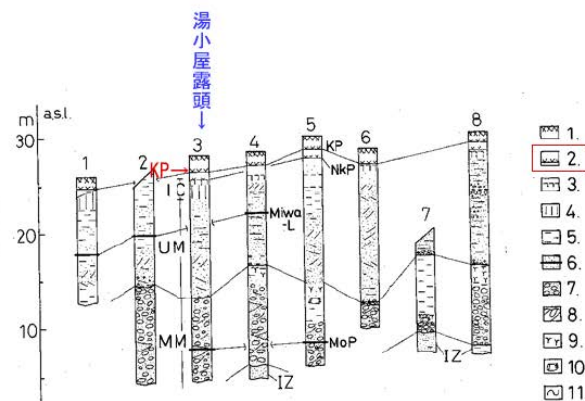 湯小屋露頭→
m a.s.l.
30
20
10
1
2
3
4
5
6
7
8
KP→
KP
NkP
IC
Miwa
-L
UM
MM
MoP
IZ
IZ
1.
2.
3.
4.
5.
6.
7.
8.
9.
10
11